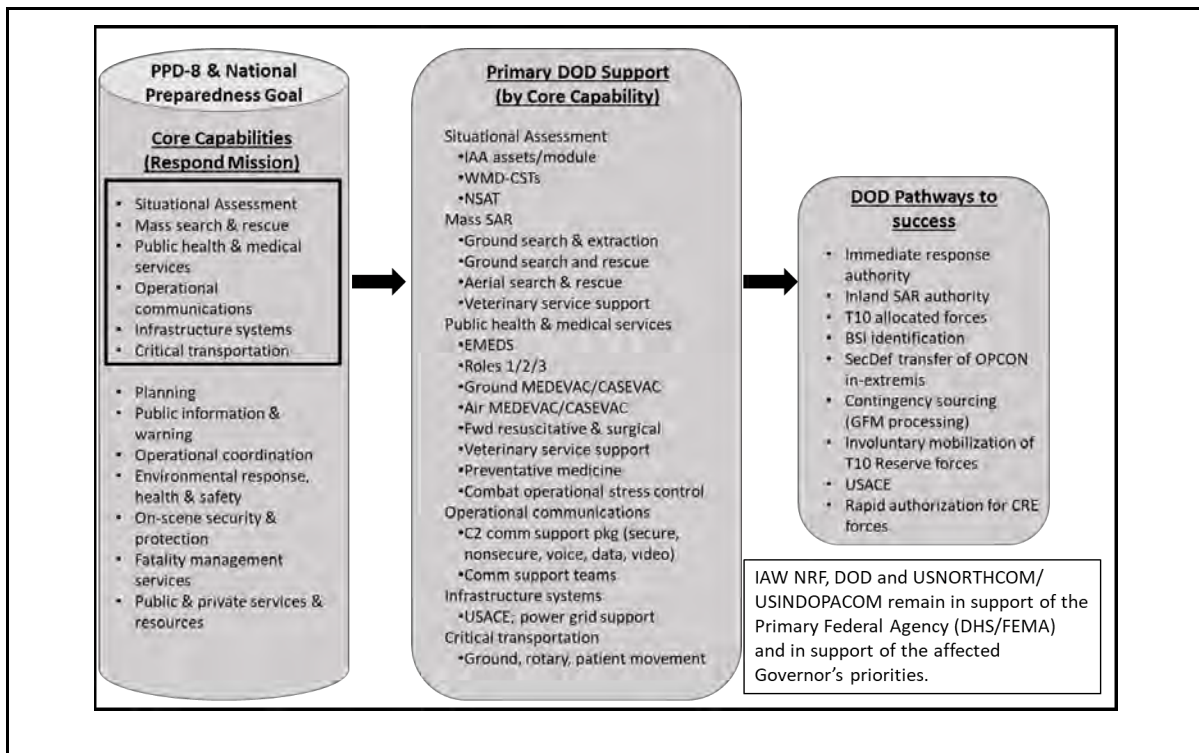 PPD-8 & National
Preparedness Goal
Core Capabilities
(Respond Mission)
• Situational Assessment
• Mass search & rescue
• Public health & medical
services
• Operational
communications
• Infrastructure systems
• Critical transportation
• Planning
• Public information &
warning
• Operational coordination
• Environmental response,
health & safety
• On-scene security &
protection
• Fatality management
services
• Public & private services &
resources
Primary DOD Support
(by Core Capability)
Situational Assessment
•IAA assets/module
•WMD-CSTs
•NSAT
Mass SAR
•Ground search & extraction
•Ground search and rescue
•Aerial search & rescue
•Veterinary service support
Public health & medical services
•EMEDS
•Roles 1/2/3
•Ground MEDEVAC/CASEVAC
•Air MEDEVAC/CASEVAC
•Fwd resuscitative & surgical
•Veterinary service support
•Preventative medicine
•Combat operational stress control
Operational communications
•C2 comm support pkg (secure,
nonsecure, voice, data, video)
•Comm support teams
Infrastructure systems
•USACE, power grid support
Critical transportation
•Ground, rotary, patient movement
DOD Pathways to
success
• Immediate response
authority
• Inland SAR authority
• T10 allocated forces
• BSI identification
• SecDef transfer of OPCON
in-extremis
• Contingency sourcing
(GFM processing)
• Involuntary mobilization of
T10 Reserve forces
• USACE
• Rapid authorization for CRE
forces
IAW NRF, DOD and USNORTHCOM/
USINDOPACOM remain in support of the
Primary Federal Agency (DHS/FEMA)
and in support of the affected
Governor's priorities.